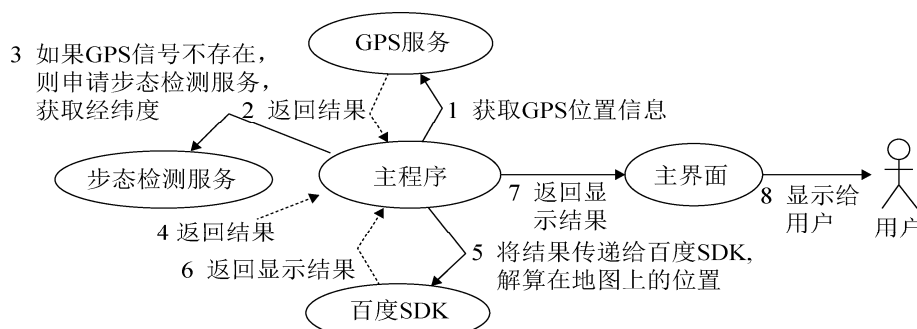 GPS服务
3 如果GPS信号不存在，
则申请步态检测服务，
获取经纬度
2 返回结果
1 获取GPS位置信息
步态检测服务
主程序
主界面
7 返回显
示结果
8 显示给
用户
用户
4 返回结果
5 将结果传递给百度SDK,
解算在地图上的位置
6 返回显示结果
百度SDK